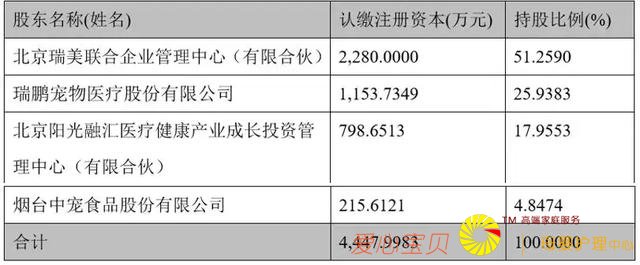 股东名称(姓名) 认缴注册资本(万元) 持股比例(%)
北京瑞美联合企业管理中心（有限合伙） 2,280.0000 51.2590
瑞鹏宠物医疗股份有限公司 1,153.7349 25.9383
北京阳光融汇医疗健康产业成长投资管 798.6513 17.9553
理中心（有限合伙）
烟台中宠食品股份有限公司 215.6121 4.8474
TM 高端家庭服务
合计 4,447.9983 100.0000
爱心宝贝 母婴护理中心